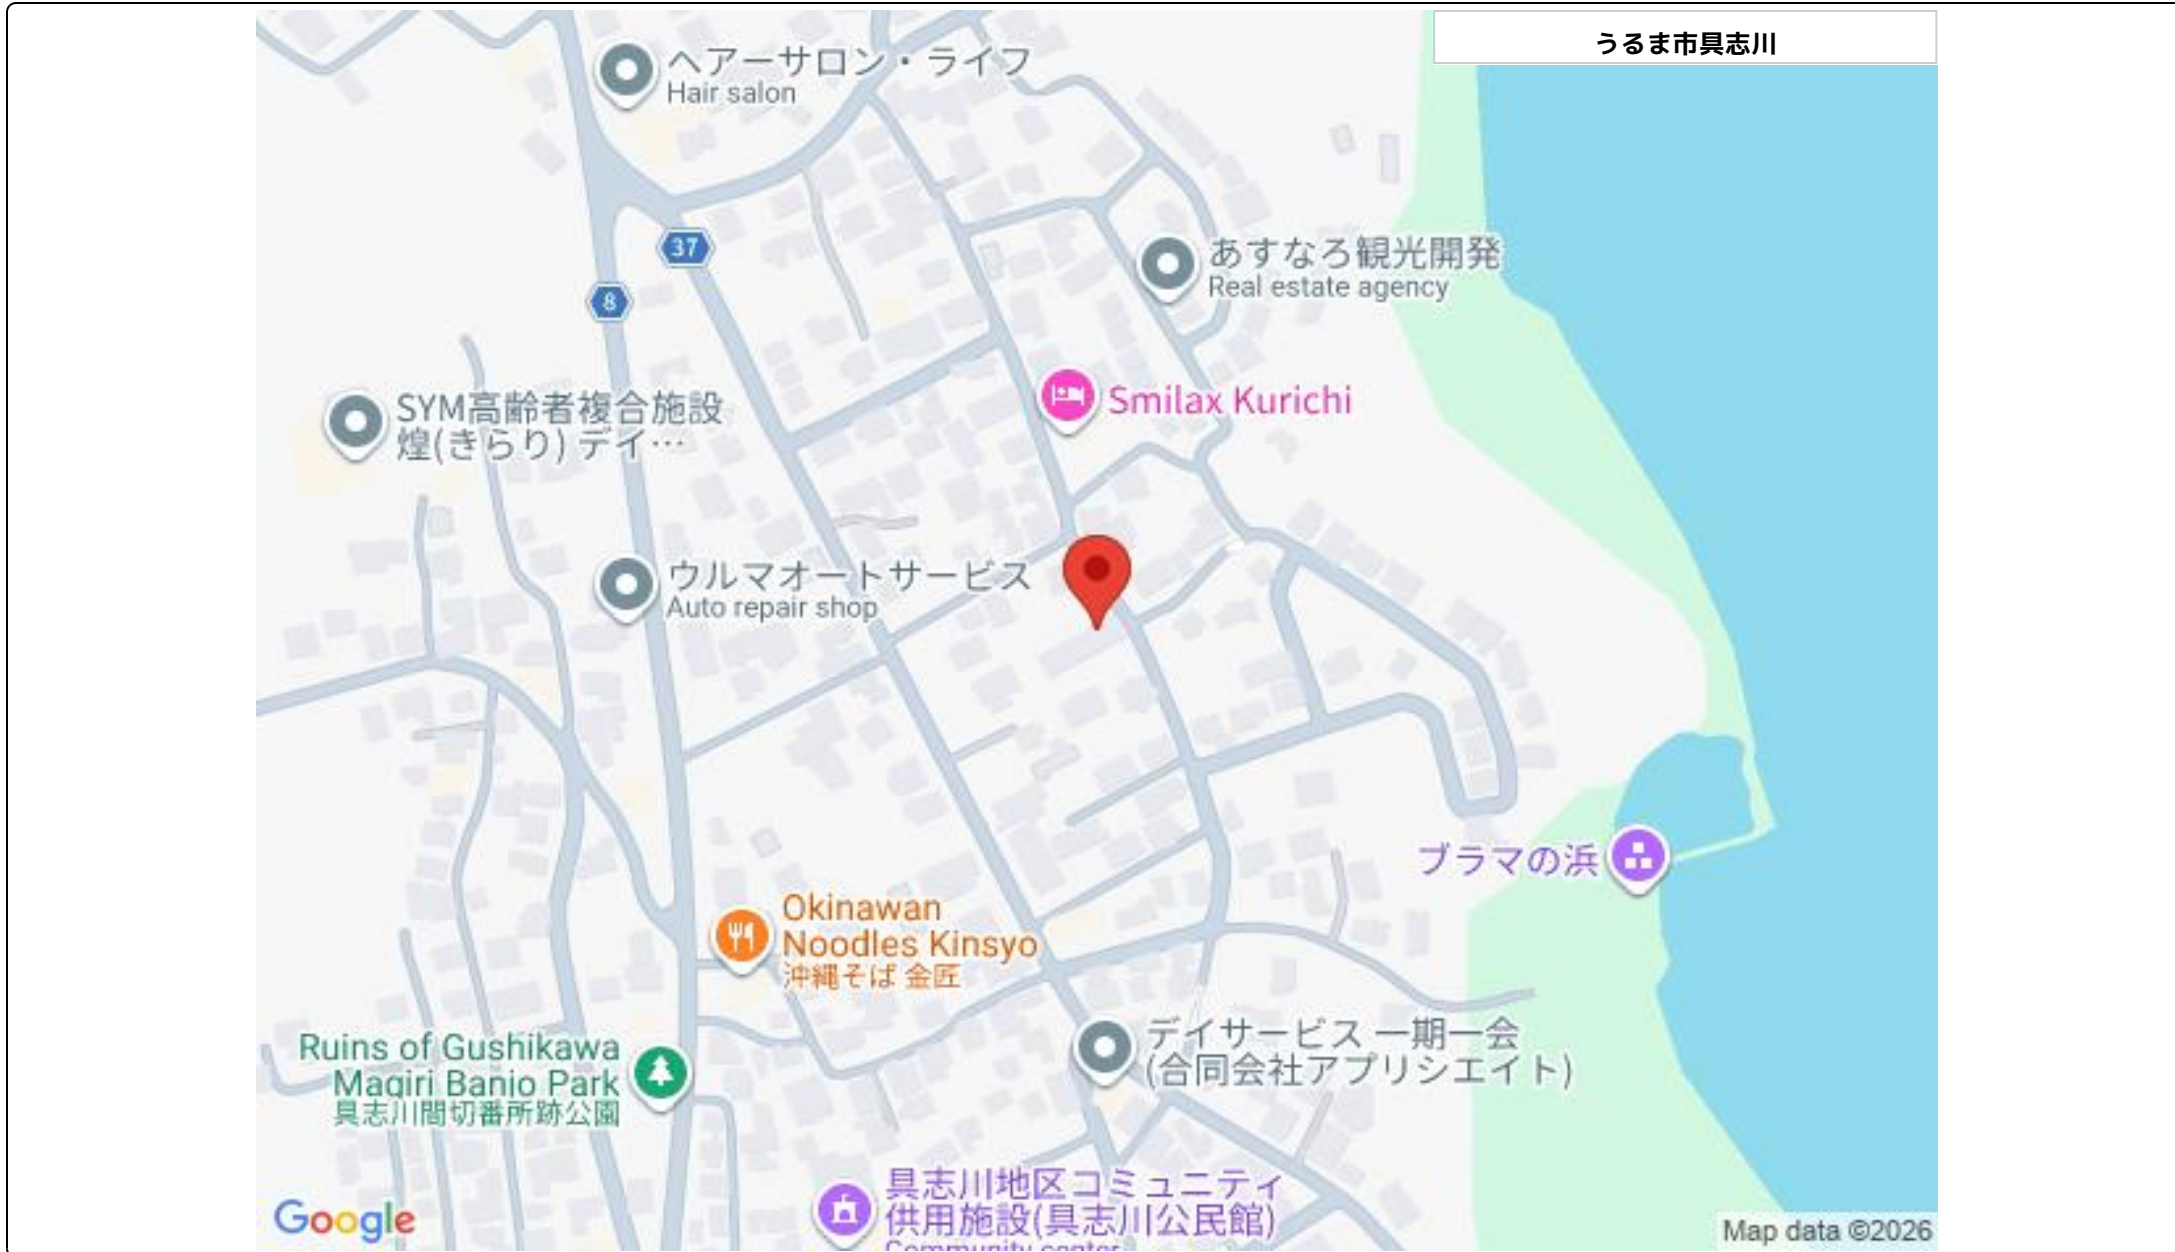 うるま市具志川
ヘアーサロン・ライフ
Hair salon
37
8
あすなろ観光開発
Real estate agency
SYM高齢者複合施設
煌(きらり) デイ…
Smilax Kurichi
ウルマオートサービス
Auto repair shop
ブラマの浜
Okinawan
Noodles Kinsyo
沖縄そば 金匠
Ruins of Gushikawa
Magiri Banjo Park
具志川間切番所跡公園
デイサービス 一期一会
(合同会社アプリシエイト)
具志川地区コミュニティ
供用施設(具志川公民館)
Community center
Google
Map data ©2026